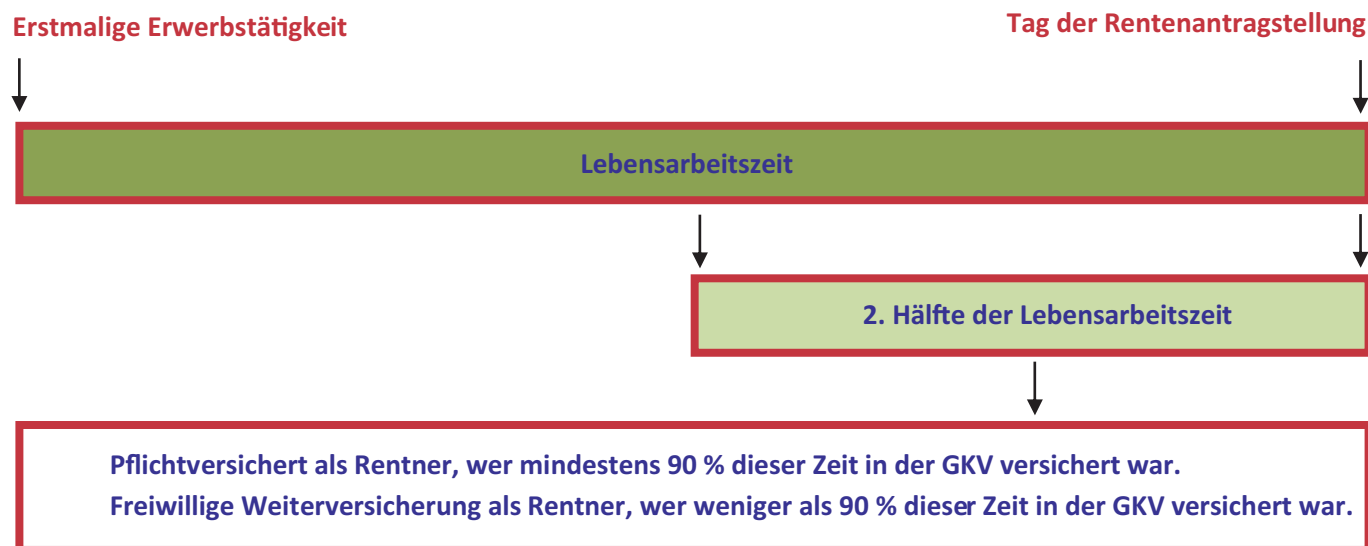 Erstmalige Erwerbstätigkeit
Tag der Rentenantragstellung
Lebensarbeitszeit
2. Hälfte der Lebensarbeitszeit
Pflichtversichert als Rentner, wer mindestens 90 % dieser Zeit in der GKV versichert war.
Freiwillige Weiterversicherung als Rentner, wer weniger als 90 % dieser Zeit in der GKV versichert war.